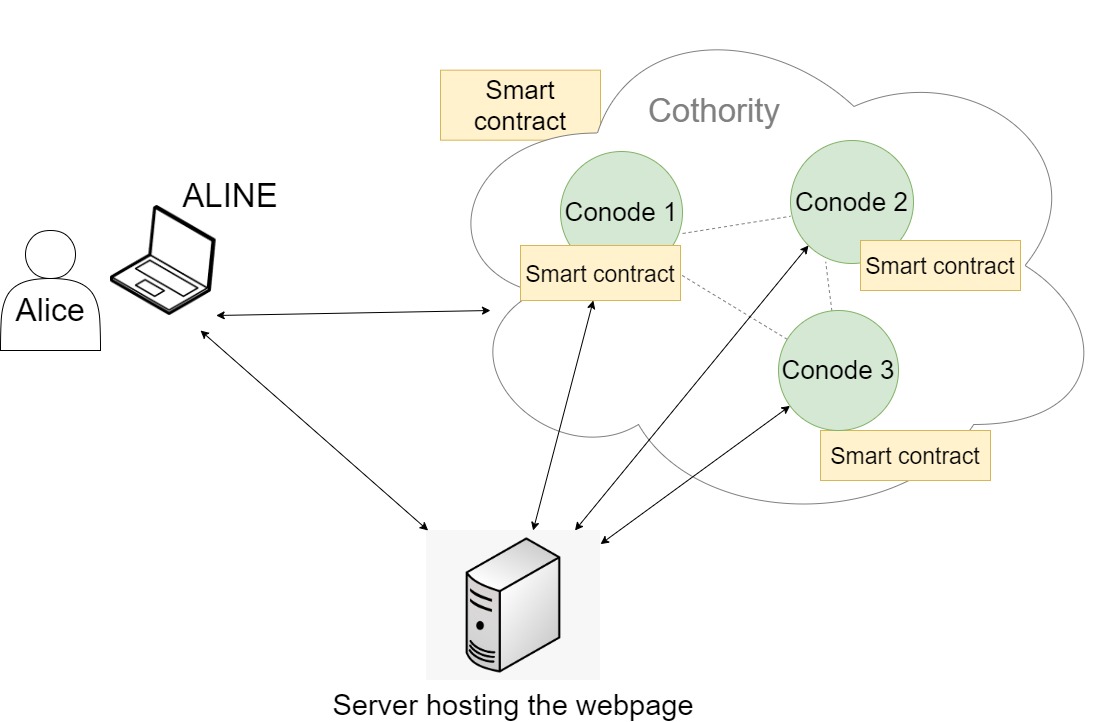 Smart
contract
Cothority
ALINE
Alice
Conode 1
Smart contract
Conode 2
Smart contract
Conode 3
Smart contract
Server hosting the webpage